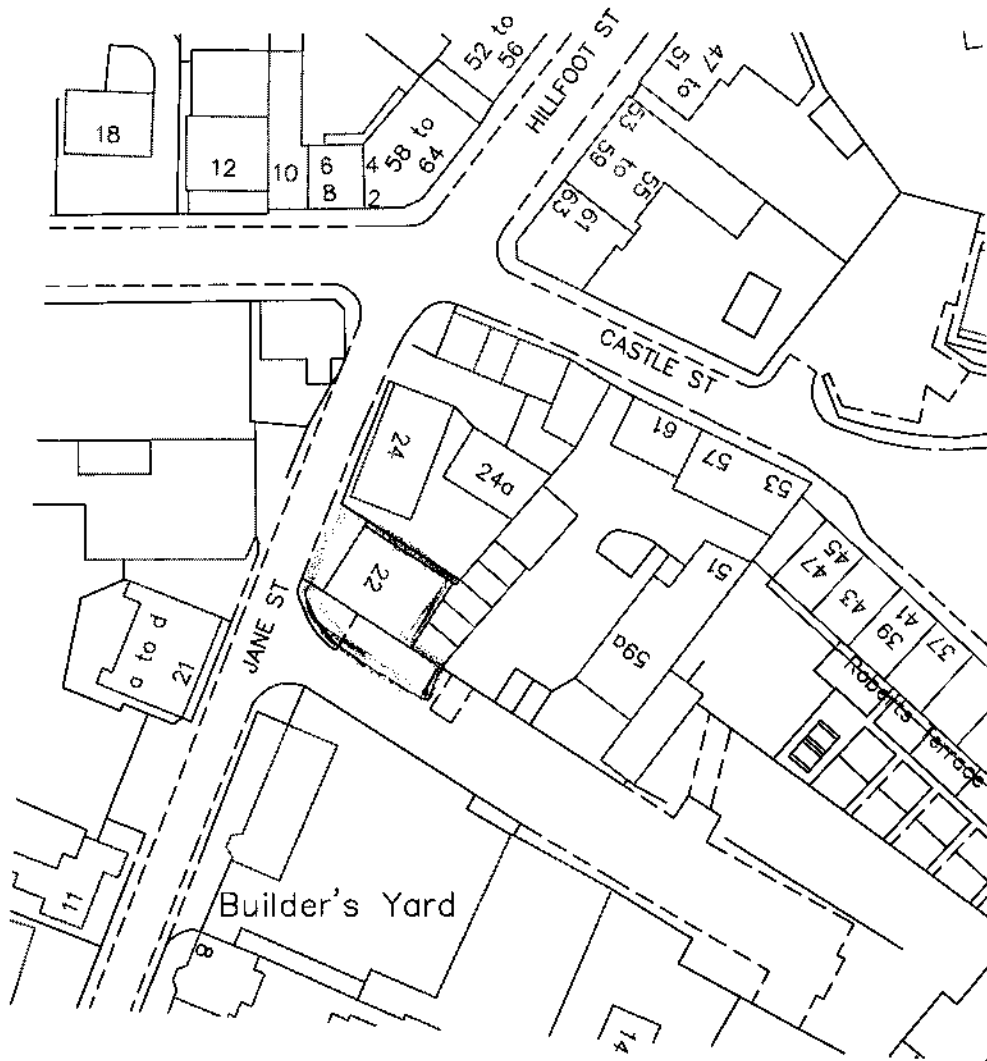 52 to
56
HILLFOOT ST
47 to
51
18
12
10
6
8
4
2
58 to
64
53 to
59
55
61
63
CASTLE ST
24
24a
61
57
53
22
51
47
45
43
41
39
37
59a
JANE ST
a to d
21
Roberts Terrace
11
Builder's Yard
8
14